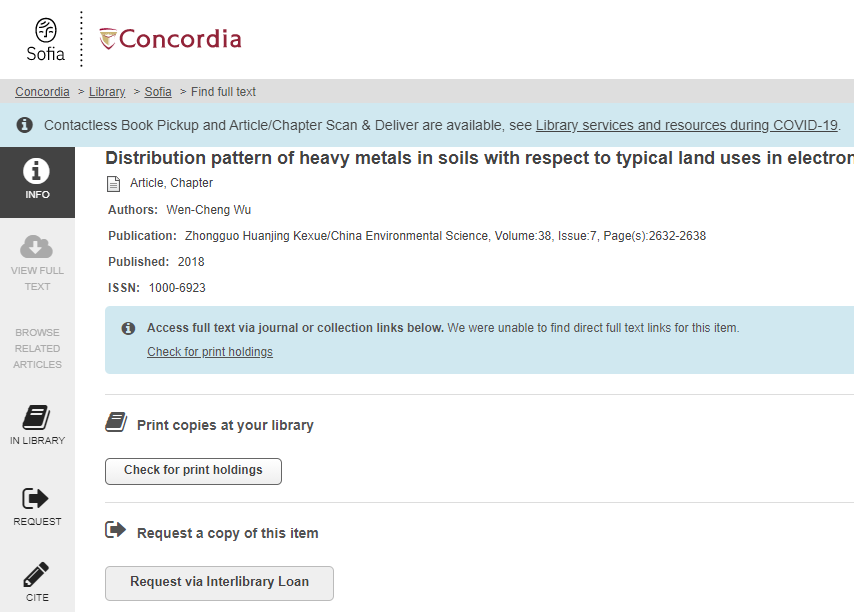 Sofia
Concordia
Concordia > Library > Sofia > Find full text
Contactless Book Pickup and Article/Chapter Scan & Deliver are available, see Library services and resources during COVID-19.
INFO
Distribution pattern of heavy metals in soils with respect to typical land uses in electron
Article, Chapter
Authors: Wen-Cheng Wu
Publication: Zhongguo Huanjing Kexue/China Environmental Science, Volume:38, Issue:7, Page(s):2632-2638
Published: 2018
ISSN: 1000-6923
VIEW FULL
TEXT
BROWSE
RELATED
ARTICLES
Access full text via journal or collection links below. We were unable to find direct full text links for this item.
Check for print holdings
IN LIBRARY
Print copies at your library
Check for print holdings
REQUEST
Request a copy of this item
CITE
Request via Interlibrary Loan